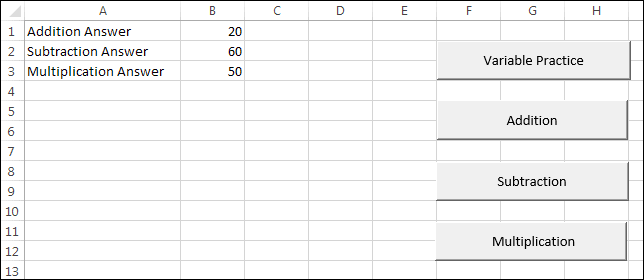 A B C D E F G H
1 Addition Answer 20
2 Subtraction Answer 60
Variable Practice
3 Multiplication Answer 50
4
5
Addition
6
7
8
Subtraction
9
10
11
Multiplication
12
13